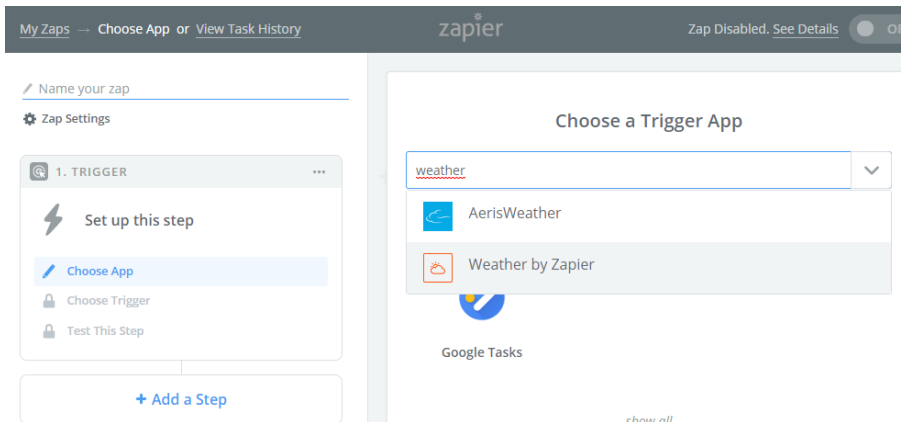 My Zaps → Choose App or View Task History
zapier
Zap Disabled. See Details
Name your zap
Zap Settings
1. TRIGGER
Set up this step
Choose App
Choose Trigger
Test This Step
+ Add a Step
Choose a Trigger App
weather
AerisWeather
Weather by Zapier
Google Tasks
show all